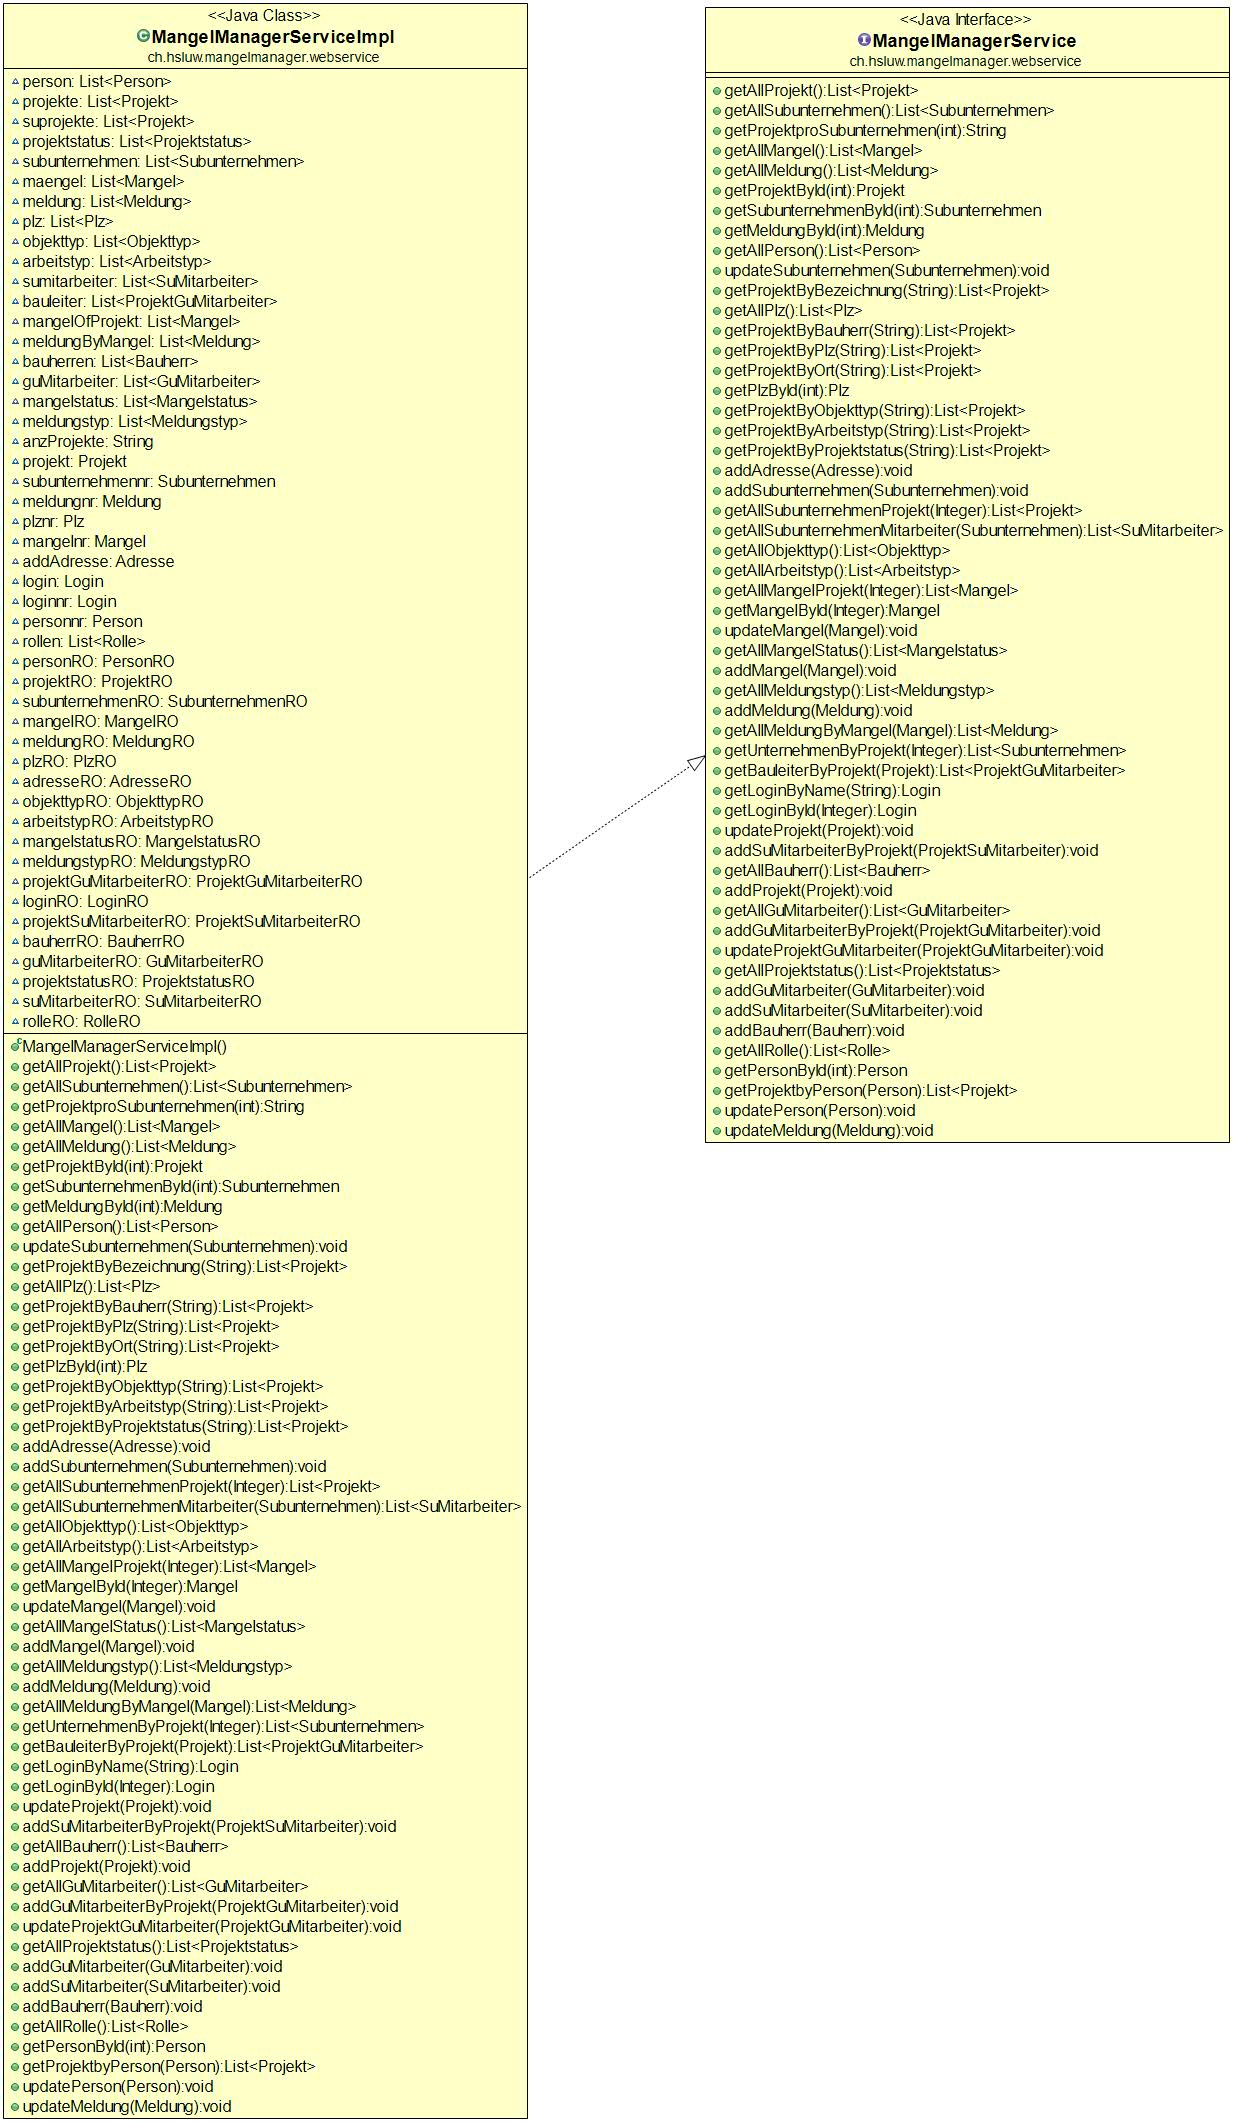 <<Java Class>>
MangelManagerServiceImpl
ch.hsluw.mangelmanager.webservice
person: List<Person>
projekte: List<Projekt>
suprojekte: List<Projekt>
projektstatus: List<Projektstatus>
subunternehmen: List<Subunternehmen>
maengel: List<Mangel>
meldung: List<Meldung>
plz: List<Plz>
objekttyp: List<Objekttyp>
arbeitstyp: List<Arbeitstyp>
sumitarbeiter: List<SuMitarbeiter>
bauleiter: List<ProjektGuMitarbeiter>
mangelOfProjekt: List<Mangel>
meldungByMangel: List<Meldung>
bauherren: List<Bauherr>
guMitarbeiter: List<GuMitarbeiter>
mangelstatus: List<Mangelstatus>
meldungstyp: List<Meldungstyp>
anzProjekte: String
projekt: Projekt
subunternehmennr: Subunternehmen
meldungnr: Meldung
plznr: Plz
mangelnr: Mangel
addAdresse: Adresse
login: Login
loginnr: Login
personnr: Person
rollen: List<Rolle>
personRO: PersonRO
projektRO: ProjektRO
subunternehmenRO: SubunternehmenRO
mangelRO: MangelRO
meldungRO: MeldungRO
plzRO: PlzRO
adresseRO: AdresseRO
objekttypRO: ObjekttypRO
arbeitstypRO: ArbeitstypRO
mangelstatusRO: MangelstatusRO
meldungstypRO: MeldungstypRO
projektGuMitarbeiterRO: ProjektGuMitarbeiterRO
loginRO: LoginRO
projektSuMitarbeiterRO: ProjektSuMitarbeiterRO
bauherrRO: BauherrRO
guMitarbeiterRO: GuMitarbeiterRO
projektstatusRO: ProjektstatusRO
suMitarbeiterRO: SuMitarbeiterRO
rolleRO: RolleRO
MangelManagerServiceImpl()
getAllProjekt():List<Projekt>
getAllSubunternehmen():List<Subunternehmen>
getProjektproSubunternehmen(int):String
getAllMangel():List<Mangel>
getAllMeldung():List<Meldung>
getProjektById(int):Projekt
getSubunternehmenById(int):Subunternehmen
getMeldungById(int):Meldung
getAllPerson():List<Person>
updateSubunternehmen(Subunternehmen):void
getProjektByBezeichnung(String):List<Projekt>
getAllPlz():List<Plz>
getProjektByBauherr(String):List<Projekt>
getProjektByPlz(String):List<Projekt>
getProjektByOrt(String):List<Projekt>
getPlzById(int):Plz
getProjektByObjekttyp(String):List<Projekt>
getProjektByArbeitstyp(String):List<Projekt>
getProjektByProjektstatus(String):List<Projekt>
addAdresse(Adresse):void
addSubunternehmen(Subunternehmen):void
getAllSubunternehmenProjekt(Integer):List<Projekt>
getAllSubunternehmenMitarbeiter(Subunternehmen):List<SuMitarbeiter>
getAllObjekttyp():List<Objekttyp>
getAllArbeitstyp():List<Arbeitstyp>
getAllMangelProjekt(Integer):List<Mangel>
getMangelById(Integer):Mangel
updateMangel(Mangel):void
getAllMangelStatus():List<Mangelstatus>
addMangel(Mangel):void
getAllMeldungstyp():List<Meldungstyp>
addMeldung(Meldung):void
getAllMeldungByMangel(Mangel):List<Meldung>
getUnternehmenByProjekt(Integer):List<Subunternehmen>
getBauleiterByProjekt(Projekt):List<ProjektGuMitarbeiter>
getLoginByName(String):Login
getLoginById(Integer):Login
updateProjekt(Projekt):void
addSuMitarbeiterByProjekt(ProjektSuMitarbeiter):void
getAllBauherr():List<Bauherr>
addProjekt(Projekt):void
getAllGuMitarbeiter():List<GuMitarbeiter>
addGuMitarbeiterByProjekt(ProjektGuMitarbeiter):void
updateProjektGuMitarbeiter(ProjektGuMitarbeiter):void
getAllProjektstatus():List<Projektstatus>
addGuMitarbeiter(GuMitarbeiter):void
addSuMitarbeiter(SuMitarbeiter):void
addBauherr(Bauherr):void
getAllRolle():List<Rolle>
getPersonById(int):Person
getProjektbyPerson(Person):List<Projekt>
updatePerson(Person):void
updateMeldung(Meldung):void
<<Java Interface>>
MangelManagerService
ch.hsluw.mangelmanager.webservice
getAllProjekt():List<Projekt>
getAllSubunternehmen():List<Subunternehmen>
getProjektproSubunternehmen(int):String
getAllMangel():List<Mangel>
getAllMeldung():List<Meldung>
getProjektById(int):Projekt
getSubunternehmenById(int):Subunternehmen
getMeldungById(int):Meldung
getAllPerson():List<Person>
updateSubunternehmen(Subunternehmen):void
getProjektByBezeichnung(String):List<Projekt>
getAllPlz():List<Plz>
getProjektByBauherr(String):List<Projekt>
getProjektByPlz(String):List<Projekt>
getProjektByOrt(String):List<Projekt>
getPlzById(int):Plz
getProjektByObjekttyp(String):List<Projekt>
getProjektByArbeitstyp(String):List<Projekt>
getProjektByProjektstatus(String):List<Projekt>
addAdresse(Adresse):void
addSubunternehmen(Subunternehmen):void
getAllSubunternehmenProjekt(Integer):List<Projekt>
getAllSubunternehmenMitarbeiter(Subunternehmen):List<SuMitarbeiter>
getAllObjekttyp():List<Objekttyp>
getAllArbeitstyp():List<Arbeitstyp>
getAllMangelProjekt(Integer):List<Mangel>
getMangelById(Integer):Mangel
updateMangel(Mangel):void
getAllMangelStatus():List<Mangelstatus>
addMangel(Mangel):void
getAllMeldungstyp():List<Meldungstyp>
addMeldung(Meldung):void
getAllMeldungByMangel(Mangel):List<Meldung>
getUnternehmenByProjekt(Integer):List<Subunternehmen>
getBauleiterByProjekt(Projekt):List<ProjektGuMitarbeiter>
getLoginByName(String):Login
getLoginById(Integer):Login
updateProjekt(Projekt):void
addSuMitarbeiterByProjekt(ProjektSuMitarbeiter):void
getAllBauherr():List<Bauherr>
addProjekt(Projekt):void
getAllGuMitarbeiter():List<GuMitarbeiter>
addGuMitarbeiterByProjekt(ProjektGuMitarbeiter):void
updateProjektGuMitarbeiter(ProjektGuMitarbeiter):void
getAllProjektstatus():List<Projektstatus>
addGuMitarbeiter(GuMitarbeiter):void
addSuMitarbeiter(SuMitarbeiter):void
addBauherr(Bauherr):void
getAllRolle():List<Rolle>
getPersonById(int):Person
getProjektbyPerson(Person):List<Projekt>
updatePerson(Person):void
updateMeldung(Meldung):void